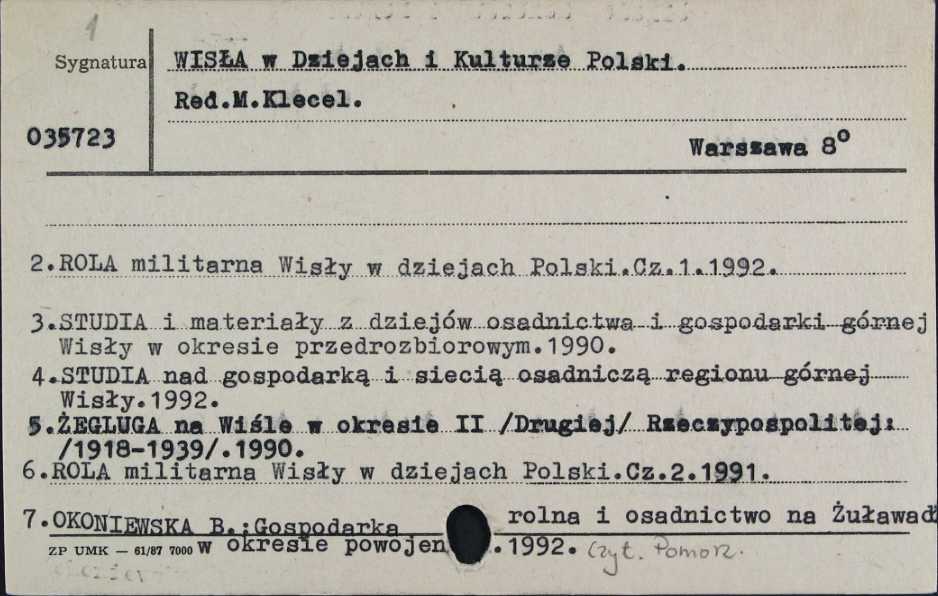 1
Sygnatura
WISŁA w Dziejach i Kulturze Polski.
Red.M.Klecel.
035723
Warszawa 8º
2.ROLA militarna Wisły w dziejach Polski.Cz.1.1992.
3.STUDIA i materiały z dziejów osadnictwa i gospodarki górnej
Wisły w okresie przedrozbiorowym.1990.
4.STUDIA nad gospodarką i siecią osadniczą regionu górnej
Wisły.1992.
5.ŻEGLUGA na Wiśle w okresie II /Drugiej/ Rzeczypospolitej:
/1918-1939/.1990.
6.ROLA militarna Wisły w dziejach Polski.Cz.2.1991.
7.OKONIEWSKA B.:Gospodarka rolna i osadnictwo na Żuławach
w okresie powojen .1992. czyt. Pomorz.
ZP UMK — 61/87 7000